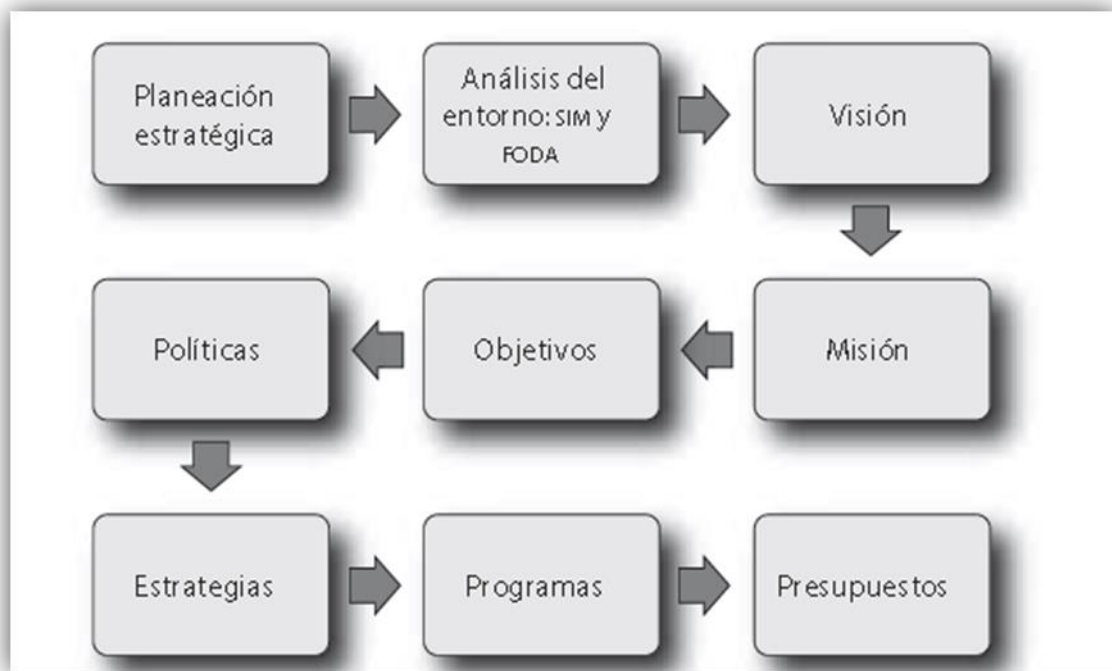 Planeación
estratégica
Análisis del
entorno: SIM y
FODA
Visión
Misión
Objetivos
Políticas
Estrategias
Programas
Presupuestos